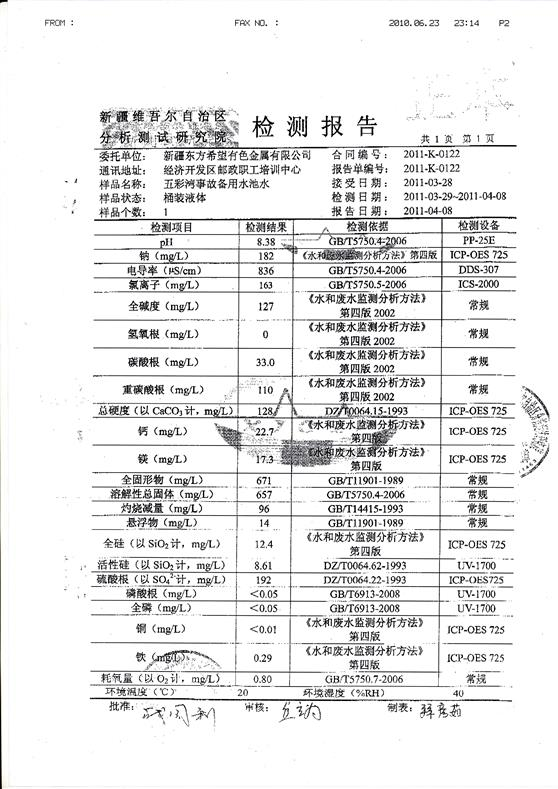 FROM : FAX NO. : 2010.06.23 23:14 P2
新疆维吾尔自治区
分析测试研究院
检测报告
共 1 页 第 1 页
委托单位: 新疆东方希望有色金属有限公司 合同编号: 2011-K-0122
通讯地址: 经济开发区邮政职工培训中心 报告单编号: 2011-K-0122
样品名称: 五彩湾事故备用水池水 接受日期: 2011-03-28
样品状态: 桶装液体 检测日期: 2011-03-29~2011-04-08
样品个数: 1 报告日期: 2011-04-08
检测项目 检测结果 检测依据 检测设备
pH 8.38 GB/T5750.4-2006 PP-25E
钠 (mg/L) 182 《水和废水监测分析方法》第四版 ICP-OES 725
电导率 (μS/cm) 836 GB/T5750.4-2006 DDS-307
氯离子 (mg/L) 163 GB/T5750.5-2006 ICS-2000
全碱度 (mg/L) 127 《水和废水监测分析方法》第四版 2002 常规
氢氧根 (mg/L) 0 《水和废水监测分析方法》第四版 2002 常规
碳酸根 (mg/L) 33.0 《水和废水监测分析方法》第四版 2002 常规
重碳酸根 (mg/L) 110 《水和废水监测分析方法》第四版 2002 常规
总硬度 (以 CaCO3 计, mg/L) 128 DZ/T0064.15-1993 ICP-OES 725
钙 (mg/L) 22.7 《水和废水监测分析方法》第四版 ICP-OES 725
镁 (mg/L) 17.3 《水和废水监测分析方法》第四版 ICP-OES 725
全固形物 (mg/L) 671 GB/T11901-1989 常规
溶解性总固体 (mg/L) 657 GB/T5750.4-2006 常规
灼烧减量 (mg/L) 96 GB/T14415-1993 常规
悬浮物 (mg/L) 14 GB/T11901-1989 常规
全硅 (以 SiO2 计, mg/L) 12.4 《水和废水监测分析方法》第四版 ICP-OES 725
活性硅 (以 SiO2 计, mg/L) 8.61 DZ/T0064.62-1993 UV-1700
硫酸根 (以 SO4²⁻计, mg/L) 192 DZ/T0064.22-1993 ICP-OES725
磷酸根 (mg/L) <0.05 GB/T6913-2008 UV-1700
全磷 (mg/L) <0.05 GB/T6913-2008 UV-1700
铜 (mg/L) <0.01 《水和废水监测分析方法》第四版 ICP-OES 725
铁 (mg/L) 0.29 《水和废水监测分析方法》第四版 ICP-OES 725
耗氧量 (以 O2 计, mg/L) 0.80 GB/T5750.7-2006 常规
环境温度 (℃) 20 环境湿度 (%RH) 40
批准: 审核: 制表: